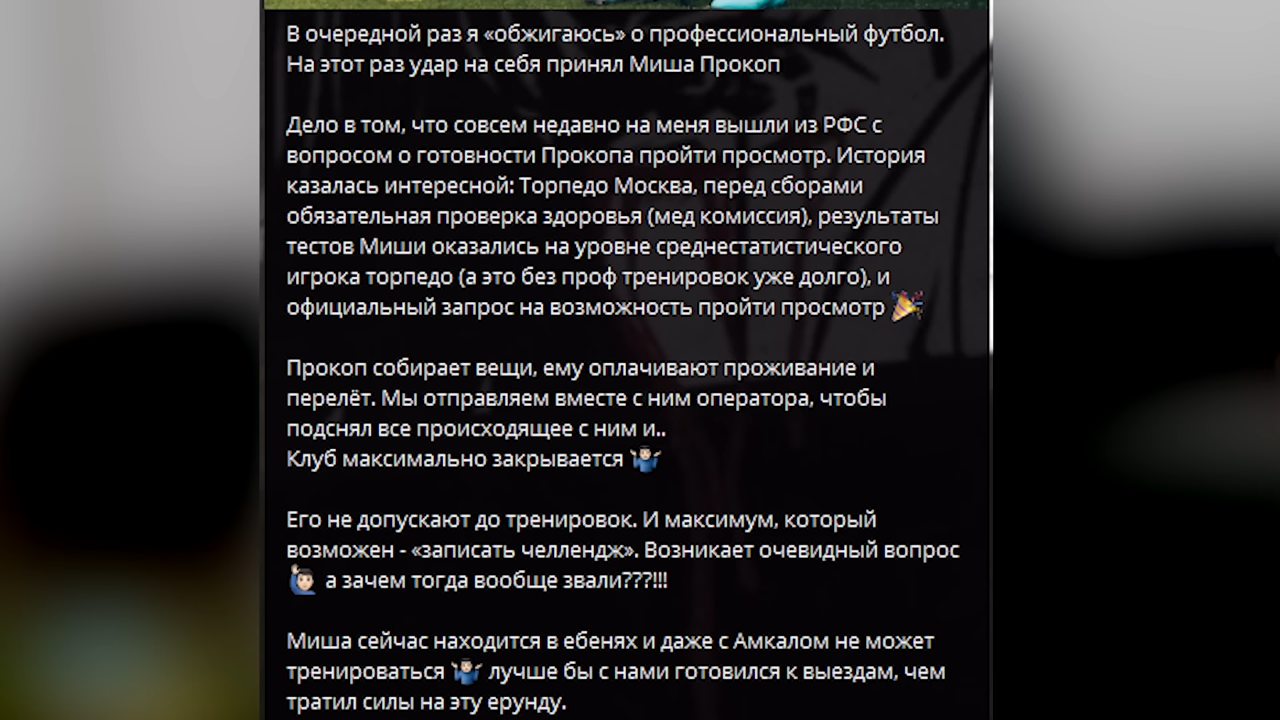 В очередной раз я «обжигаюсь» о профессиональный футбол.
На этот раз удар на себя принял Миша Прокоп
Дело в том, что совсем недавно на меня вышли из РФС с
вопросом о готовности Прокопа пройти просмотр. История
казалась интересной: Торпедо Москва, перед сборами
обязательная проверка здоровья (мед комиссия), результаты
тестов Миши оказались на уровне среднестатистического
игрока торпедо (а это без проф тренировок уже долго), и
официальный запрос на возможность пройти просмотр 🎉
Прокоп собирает вещи, ему оплачивают проживание и
перелёт. Мы отправляем вместе с ним оператора, чтобы
подснял все происходящее с ним и..
Клуб максимально закрывается 🤷🏻‍♂️
Его не допускают до тренировок. И максимум, который
возможен - «записать челлендж». Возникает очевидный вопрос
🙋🏻‍♂️ а зачем тогда вообще звали???!!!
Миша сейчас находится в ебенях и даже с Амкалом не может
тренироваться 🤷🏻‍♂️ лучше бы с нами готовился к выездам, чем
тратил силы на эту ерунду.